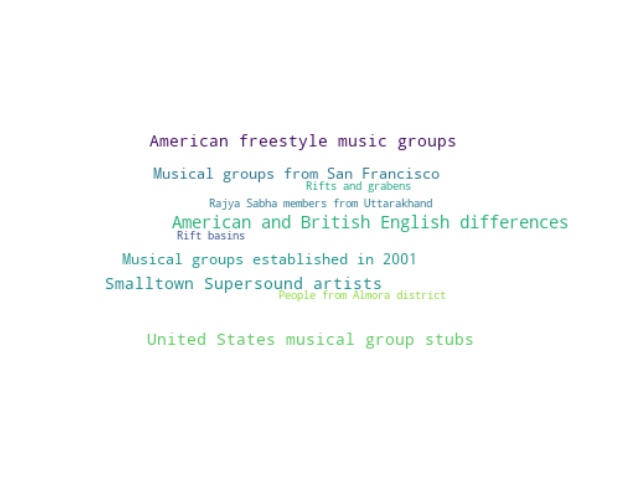 American freestyle music groups
Musical groups from San Francisco
Rifts and grabens
Rajya Sabha members from Uttarakhand
American and British English differences
Rift basins
Musical groups established in 2001
Smalltown Supersound artists
People from Almora district
United States musical group stubs